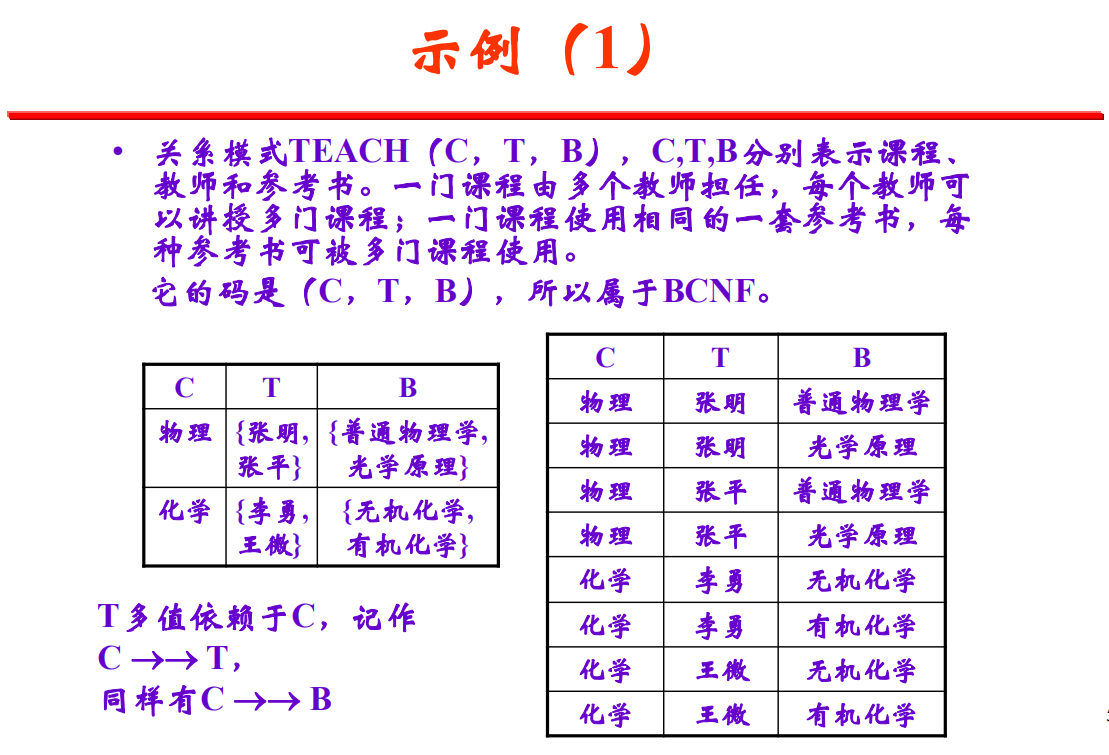 示例（1）
• 关系模式TEACH（C，T，B），C,T,B分别表示课程、
教师和参考书。一门课程由多个教师担任，每个教师可
以讲授多门课程；一门课程使用相同的一套参考书，每
种参考书可被多门课程使用。
它的码是（C，T，B），所以属于BCNF。
C T B
物理 {张明, {普通物理学,
张平} 光学原理}
化学 {李勇, {无机化学,
王微} 有机化学}
T多值依赖于C，记作
C →→ T，
同样有C →→ B
C T B
物理 张明 普通物理学
物理 张明 光学原理
物理 张平 普通物理学
物理 张平 光学原理
化学 李勇 无机化学
化学 李勇 有机化学
化学 王微 无机化学
化学 王微 有机化学